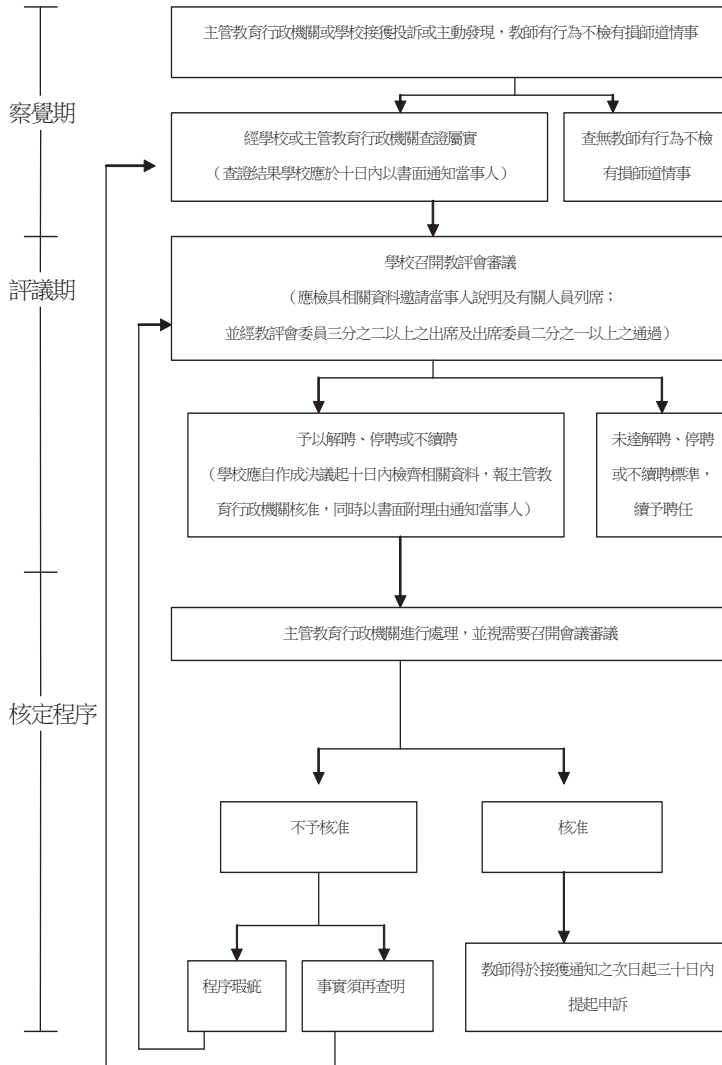 主管教育行政機關或學校接獲投訴或主動發現，教師有行為不檢有損師道情事
察覺期
經學校或主管教育行政機關查證屬實
（查證結果學校應於十日內以書面通知當事人）
查無教師有行為不檢
有損師道情事
評議期
學校召開教評會審議
（應檢具相關資料邀請當事人說明及有關人員列席；
並經教評會委員三分之二以上之出席及出席委員二分之一以上之通過）
予以解聘、停聘或不續聘
（學校應自作成決議起十日內檢齊相關資料，報主管教
育行政機關核准，同時以書面附理由通知當事人）
未達解聘、停聘
或不續聘標準，
續予聘任
主管教育行政機關進行處理，並視需要召開會議審議
核定程序
不予核准
核准
程序瑕疵
事實須再查明
教師得於接獲通知之次日起三十日內
提起申訴